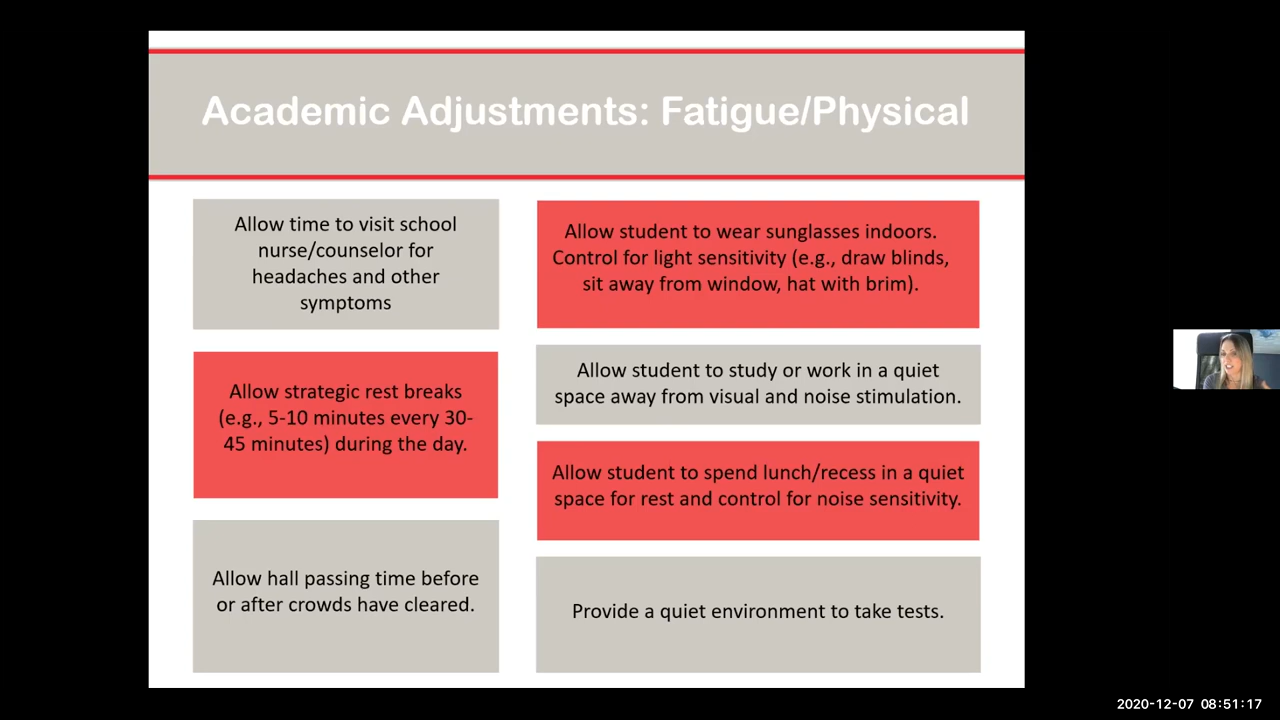 Academic Adjustments: Fatigue/Physical
Allow time to visit school
nurse/counselor for
headaches and other
symptoms
Allow strategic rest breaks
(e.g., 5-10 minutes every 30-
45 minutes) during the day.
Allow hall passing time before
or after crowds have cleared.
Allow student to wear sunglasses indoors.
Control for light sensitivity (e.g., draw blinds,
sit away from window, hat with brim).
Allow student to study or work in a quiet
space away from visual and noise stimulation.
Allow student to spend lunch/recess in a quiet
space for rest and control for noise sensitivity.
Provide a quiet environment to take tests.
2020-12-07 08:51:17